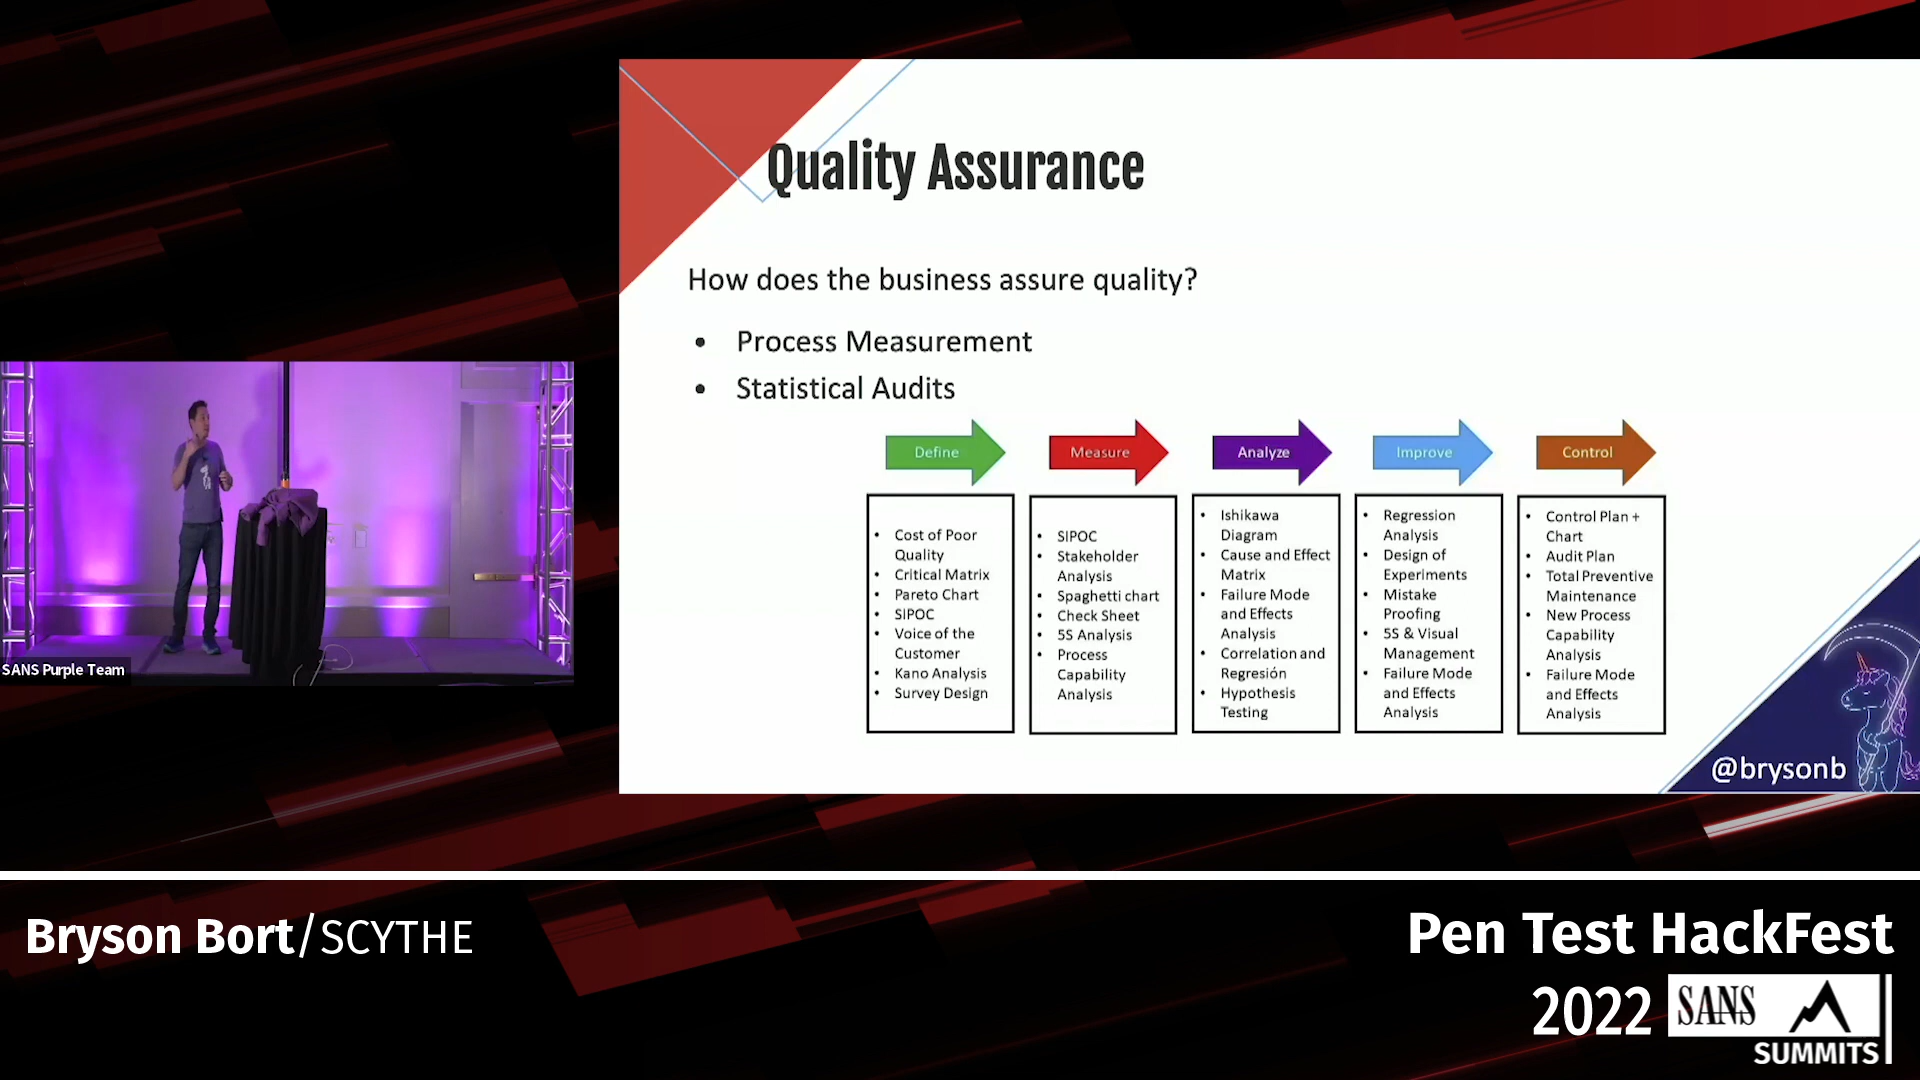 Quality Assurance
How does the business assure quality?
• Process Measurement
• Statistical Audits
Define
Measure
Analyze
Improve
Control
• Cost of Poor
Quality
• Critical Matrix
• Pareto Chart
• SIPOC
• Voice of the
Customer
• Kano Analysis
• Survey Design
• SIPOC
• Stakeholder
Analysis
• Spaghetti chart
• Check Sheet
• 5S Analysis
• Process
Capability
Analysis
• Ishikawa
Diagram
• Cause and Effect
Matrix
• Failure Mode
and Effects
Analysis
• Correlation and
Regresión
• Hypothesis
Testing
• Regression
Analysis
• Design of
Experiments
• Mistake
Proofing
• 5S & Visual
Management
• Failure Mode
and Effects
Analysis
• Control Plan +
Chart
• Audit Plan
• Total Preventive
Maintenance
• New Process
Capability
Analysis
• Failure Mode
and Effects
Analysis
@brysonb
SANS Purple Team
Bryson Bort/SCYTHE
Pen Test HackFest
2022
SANS
SUMMITS